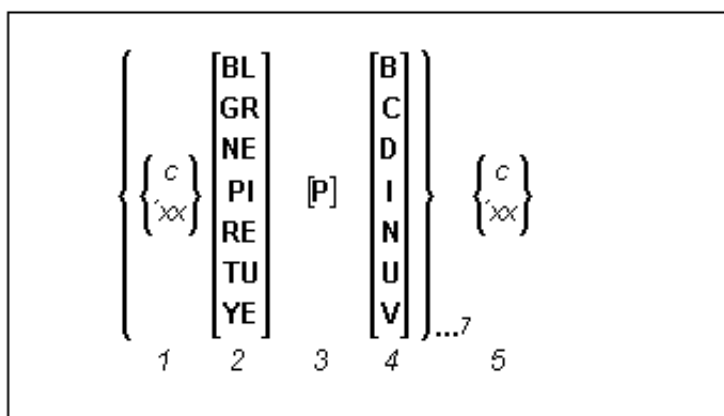 BL B
GR C
c NE D c
'xx PI [P] I 'xx
RE N
TU U
YE V ...7
1 2 3 4 5